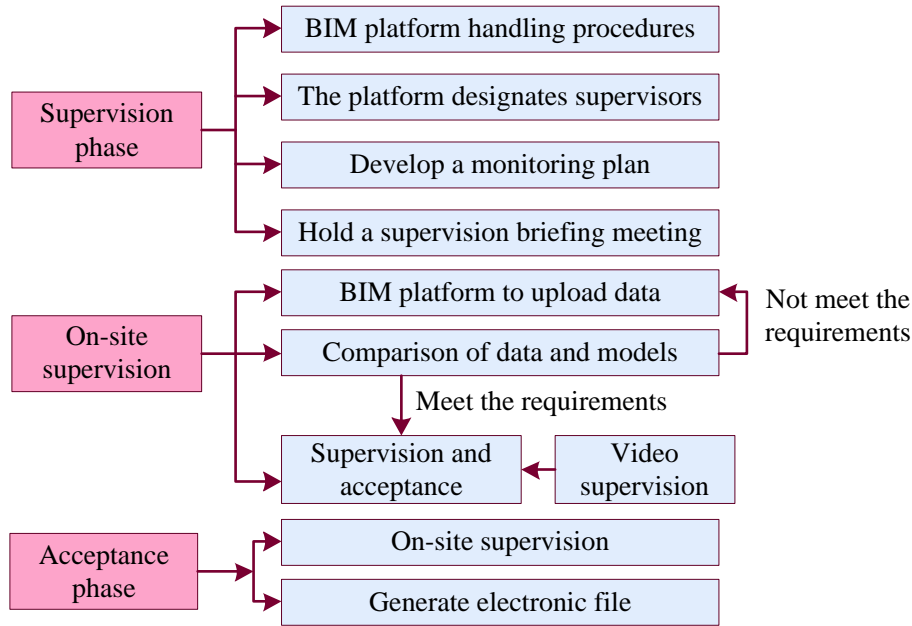 BIM platform handling procedures
The platform designates supervisors
Supervision
phase
Develop a monitoring plan
Hold a supervision briefing meeting
BIM platform to upload data
Not meet the
requirements
On-site
supervision
Comparison of data and models
Meet the requirements
Supervision and
acceptance
Video
supervision
Acceptance
phase
On-site supervision
Generate electronic file